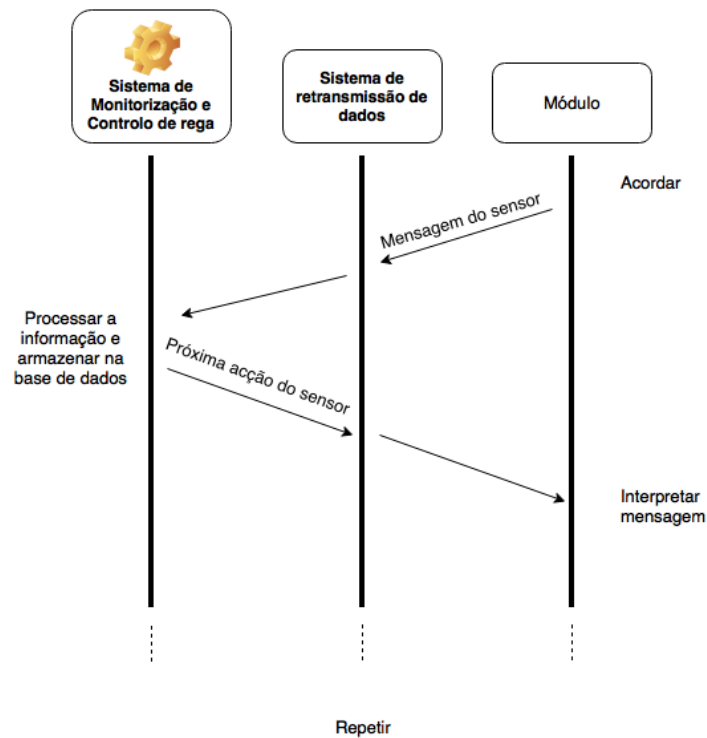 Sistema de
Monitorização e
Controlo de rega
Sistema de
retransmissão de
dados
Módulo
Acordar
Mensagem do sensor
Processar a
informação e
armazenar na
base de dados
Próxima acção do sensor
Interpretar
mensagem
Repetir